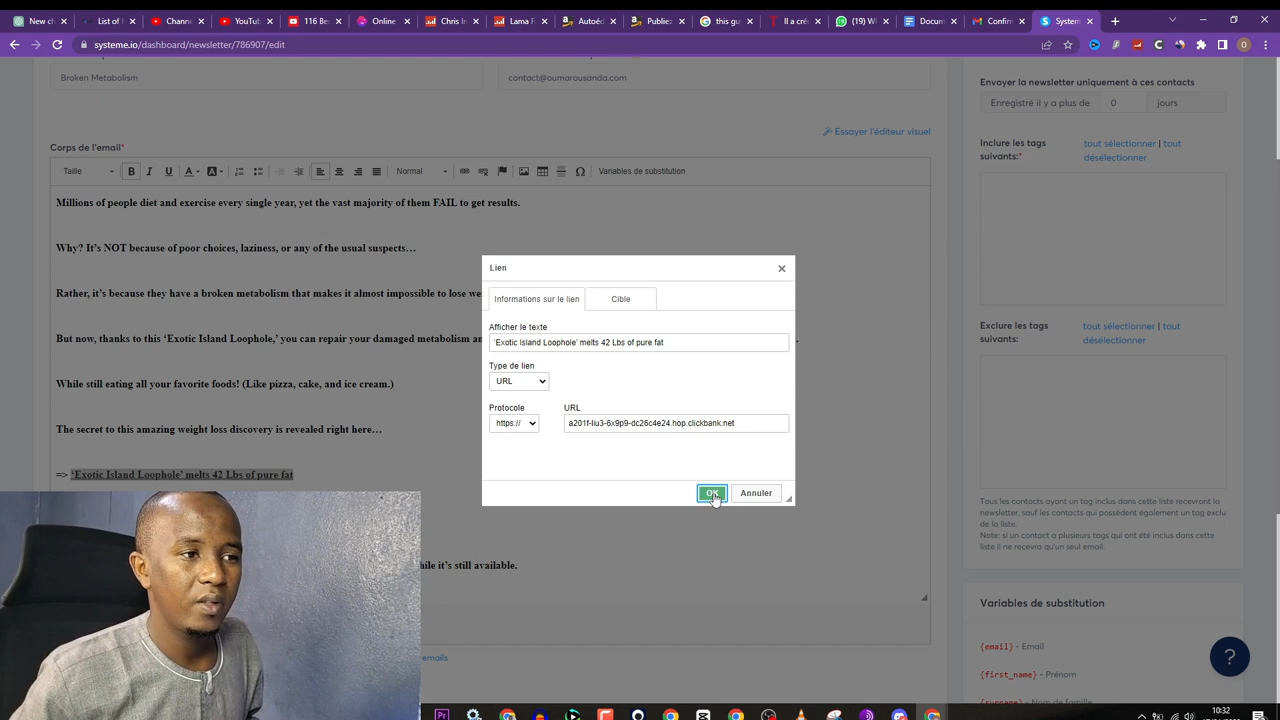 New c
List of
Channel
YouTube
116 Be
Online
Chris In
Lama F
Autoéd
Publiz
this gu
Il a crée
(19) W
Docum
Confirm
System
systeme.io/dashboard/newsletter/786907/edit
Broken Metabolism
contact@oumarousanda.com
Envoyer la newsletter uniquement à ces contacts
Enregistré il y a plus de 0 jours
Essayer l'éditeur visuel
Corps de l'email*
Inclure les tags suivants:*
tout sélectionner | tout désélectionner
Taille B I U A A Normal Variables de substitution
Millions of people diet and exercise every single year, yet the vast majority of them FAIL to get results.
Why? It's NOT because of poor choices, laziness, or any of the usual suspects…
Rather, it's because they have a broken metabolism that makes it almost impossible to lose
But now, thanks to this 'Exotic Island Loophole,' you can repair your damaged metabolism
While still eating all your favorite foods! (Like pizza, cake, and ice cream.)
The secret to this amazing weight loss discovery is revealed right here…
=> 'Exotic Island Loophole' melts 42 Lbs of pure fat
while it's still available.
emails
Lien
Informations sur le lien
Cible
Afficher le texte
'Exotic Island Loophole' melts 42 Lbs of pure fat
Type de lien
URL
Protocole
URL
https://
a201f-liu3-6x9p9-dc26c4e24.hop.clickbank.net
OK
Annuler
Exclure les tags suivants:
tout sélectionner | tout désélectionner
Tous les contacts ayant un tag inclus dans cette liste recevront la
newsletter, sauf les contacts qui possèdent également un tag exclu
de la liste.
Note: si un contact a plusieurs tags qui ont été inclus dans cette
liste il ne recevra qu'un seul email.
Variables de substitution
{email} - Email
{first_name} - Prénom
{surname} - Nom de famille
?
10:32